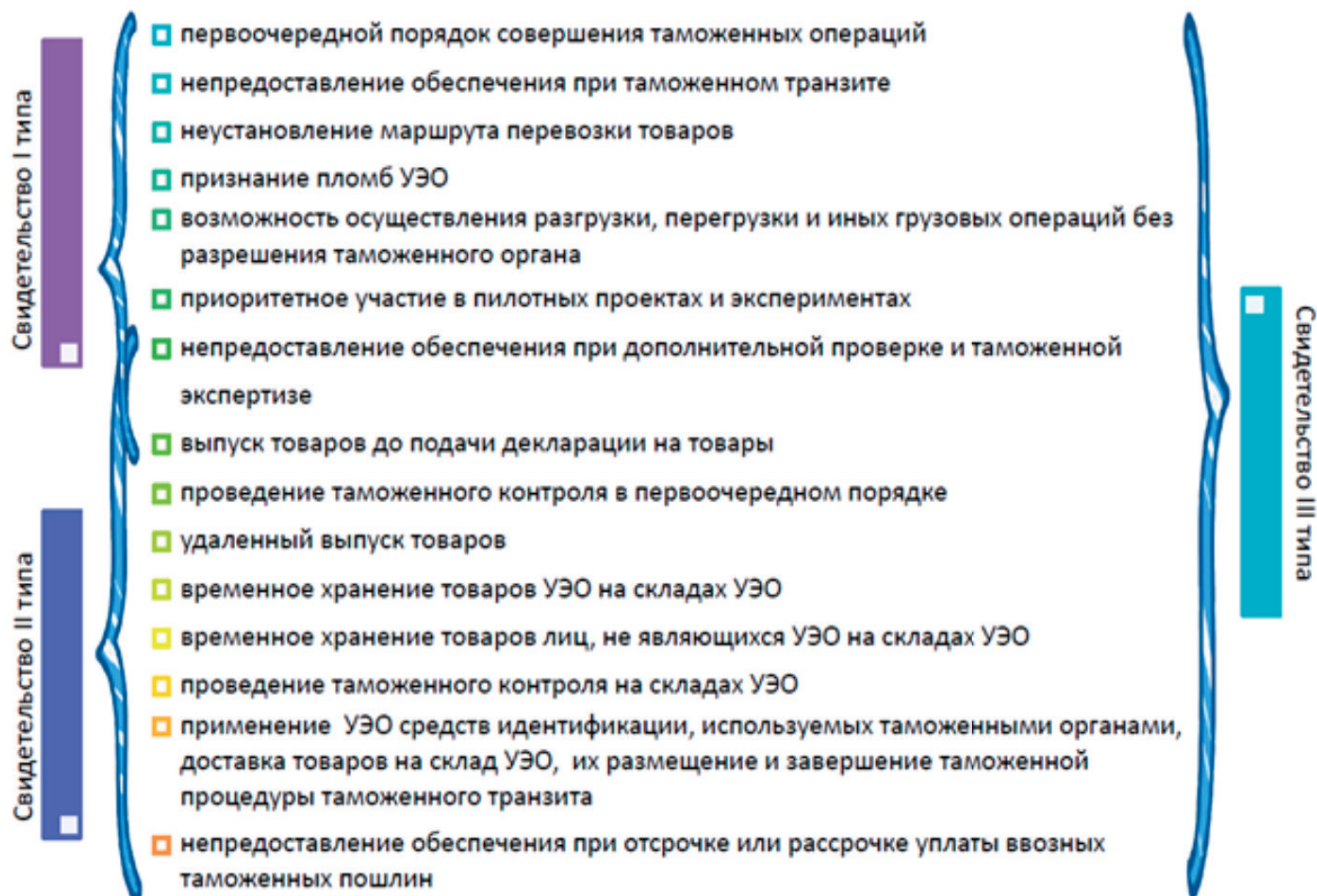 Свидетельство I типа
первоочередной порядок совершения таможенных операций
непредоставление обеспечения при таможенном транзите
неустановление маршрута перевозки товаров
признание пломб УЭО
возможность осуществления разгрузки, перегрузки и иных грузовых операций без
разрешения таможенного органа
приоритетное участие в пилотных проектах и экспериментах
непредоставление обеспечения при дополнительной проверке и таможенной
экспертизе
выпуск товаров до подачи декларации на товары
Свидетельство II типа
проведение таможенного контроля в первоочередном порядке
удаленный выпуск товаров
временное хранение товаров УЭО на складах УЭО
временное хранение товаров лиц, не являющихся УЭО на складах УЭО
проведение таможенного контроля на складах УЭО
применение УЭО средств идентификации, используемых таможенными органами,
доставка товаров на склад УЭО, их размещение и завершение таможенной
процедуры таможенного транзита
непредоставление обеспечения при отсрочке или рассрочке уплаты ввозных
таможенных пошлин
Свидетельство III типа